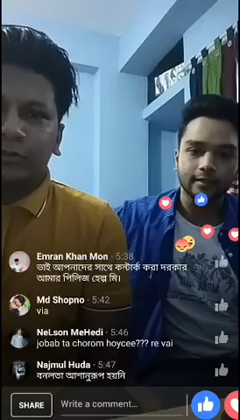 Emran Khan Mon · 5:38
ভাই আপনাদের সাথে কন্টার্ক করা দরকার
আমার পিলিজ হেল্প মি।
Md Shopno · 5:42
via
NeLson MeHedi · 5:46
jobab ta chorom hoycee??? re vai
Najmul Huda · 5:47
বনলতা আশানুরূপ হয়নি
SHARE
Write a comment...